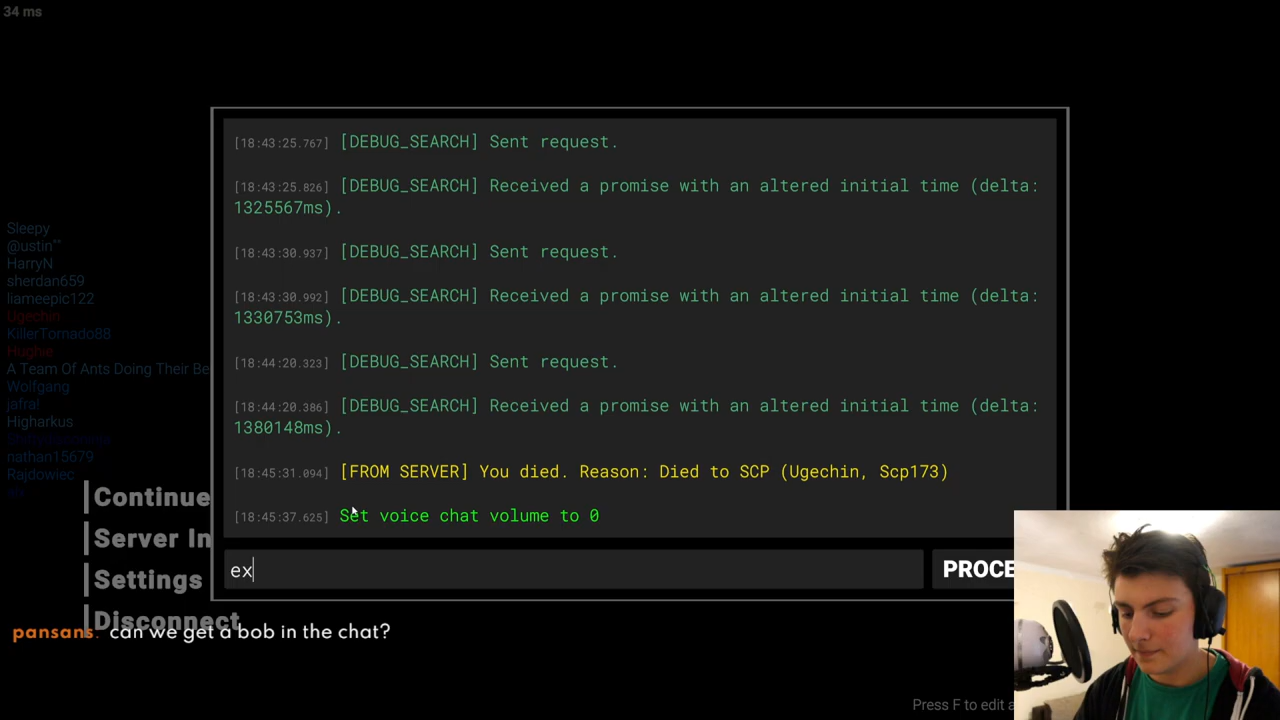 34 ms
[18:43:25.767] [DEBUG_SEARCH] Sent request.
[18:43:25.826] [DEBUG_SEARCH] Received a promise with an altered initial time (delta:
1325567ms).
[18:43:30.937] [DEBUG_SEARCH] Sent request.
[18:43:30.992] [DEBUG_SEARCH] Received a promise with an altered initial time (delta:
1330753ms).
[18:44:20.323] [DEBUG_SEARCH] Sent request.
[18:44:20.386] [DEBUG_SEARCH] Received a promise with an altered initial time (delta:
1380148ms).
[18:45:31.094] [FROM SERVER] You died. Reason: Died to SCP (Ugechin, Scp173)
[18:45:37.625] Set voice chat volume to 0
ex
PROCE
Sleepy
@ustin""
HarryN
sherdan659
liarneepic122
Ugechin
KillerTornado88
Hughie
A Team Of Ants Doing Their Be
Wolfgang
jafra!
Higharkus
nathan15679
Rajdowiec
Continue
Server In
Settings
Disconnect
pansans: can we get a bob in the chat?
Press F to edit a